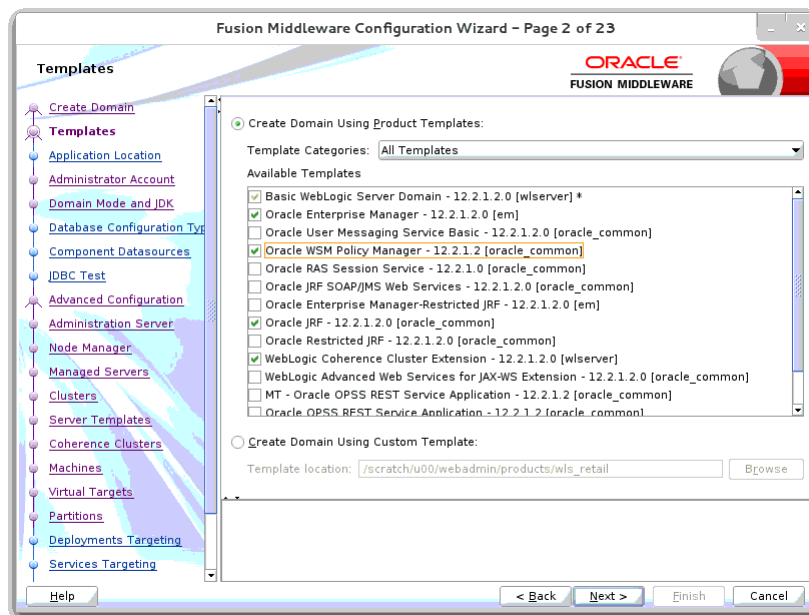 Fusion Middleware Configuration Wizard - Page 2 of 23
Templates
ORACLE
FUSION MIDDLEWARE
Create Domain
Templates
Application Location
Administrator Account
Domain Mode and JDK
Database Configuration Typ
Component Datasources
JDBC Test
Advanced Configuration
Administration Server
Node Manager
Managed Servers
Clusters
Server Templates
Coherence Clusters
Machines
Virtual Targets
Partitions
Deployments Targeting
Services Targeting
Create Domain Using Product Templates:
Template Categories: All Templates
Available Templates
Basic WebLogic Server Domain - 12.2.1.2.0 [wlserver] *
Oracle Enterprise Manager - 12.2.1.2.0 [em]
Oracle User Messaging Service Basic - 12.2.1.2.0 [oracle_common]
Oracle WSM Policy Manager - 12.2.1.2 [oracle_common]
Oracle RAS Session Service - 12.2.1.0 [oracle_common]
Oracle JRF SOAP/JMS Web Services - 12.2.1.2.0 [oracle_common]
Oracle Enterprise Manager-Restricted JRF - 12.2.1.2.0 [em]
Oracle JRF - 12.2.1.2.0 [oracle_common]
Oracle Restricted JRF - 12.2.1.2.0 [oracle_common]
WebLogic Coherence Cluster Extension - 12.2.1.2.0 [wlserver]
WebLogic Advanced Web Services for JAX-WS Extension - 12.2.1.2.0 [oracle_common]
MT - Oracle OPSS REST Service Application - 12.2.1.2 [oracle_common]
Oracle OPSS REST Service Application - 12.2.1.2 [oracle_common]
Create Domain Using Custom Template:
Template location: /scratch/u00/webadmin/products/wls_retail Browse
Help < Back Next > Finish Cancel